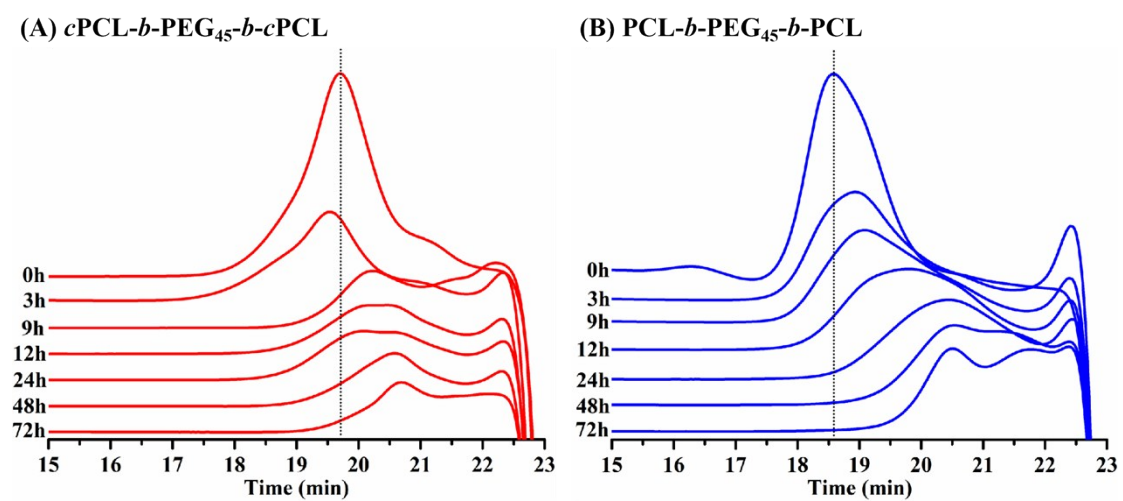 (A) cPCL-b-PEG₄₅-b-cPCL
0h
3h
9h
12h
24h
48h
72h
15 16 17 18 19 20 21 22 23
Time (min)
(B) PCL-b-PEG₄₅-b-PCL
0h
3h
9h
12h
24h
48h
72h
15 16 17 18 19 20 21 22 23
Time (min)